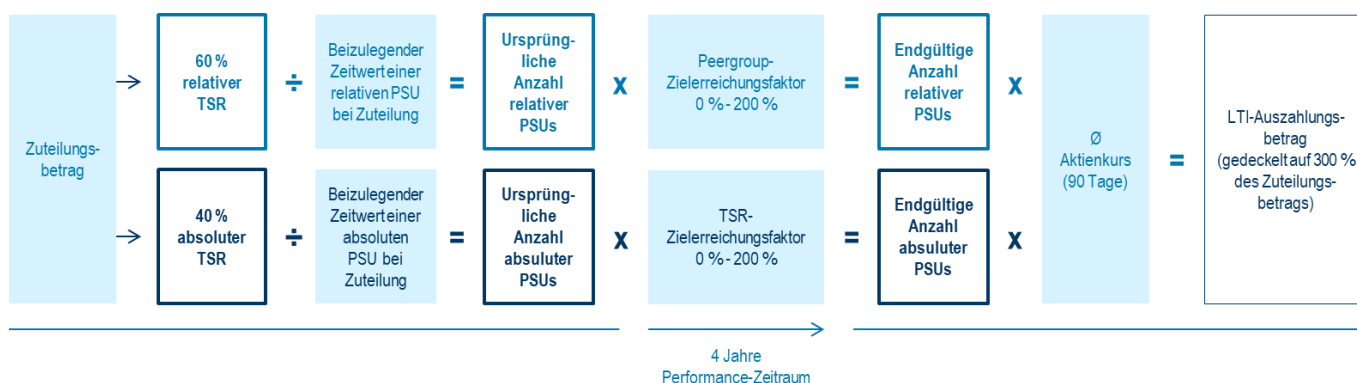 Zuteilungs-
betrag
60 %
relativer
TSR
÷
Beizulegender
Zeitwert einer
relativen PSU
bei Zuteilung
=
Ursprüng-
liche
Anzahl
relativer
PSUs
x
Peergroup-
Zielerreichungsfaktor
0 % - 200 %
=
Endgültige
Anzahl
relativer
PSUs
x
40 %
absoluter
TSR
÷
Beizulegender
Zeitwert einer
absoluten
PSU bei
Zuteilung
=
Ursprüng-
liche
Anzahl
absuluter
PSUs
x
TSR-
Zielerreichungsfaktor
0 % - 200 %
=
Endgültige
Anzahl
absuluter
PSUs
x
Ø
Aktienkurs
(90 Tage)
=
LTI-Auszahlungs-
betrag
(gedeckelt auf 300 %
des Zuteilungs-
betrags)
4 Jahre
Performance-Zeitraum